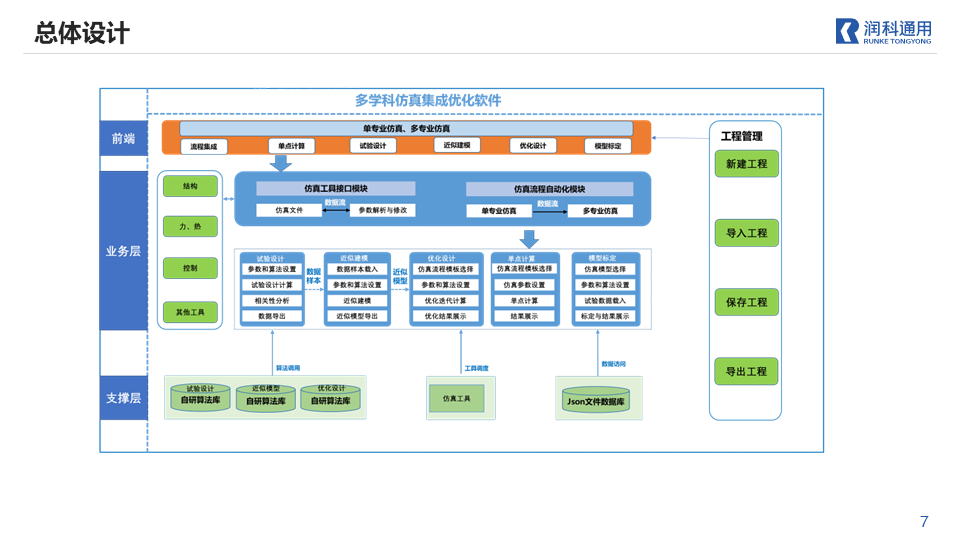 总体设计
润科通用
RUNKE TONGYONG
多学科仿真集成优化软件
前端
单专业仿真、多专业仿真
流程集成
单点计算
试验设计
近似建模
优化设计
模型标定
工程管理
新建工程
导入工程
保存工程
导出工程
业务层
结构
力、热
控制
其他工具
仿真工具接口模块
仿真文件
数据流
参数解析与修改
仿真流程自动化模块
单专业仿真
数据流
多专业仿真
试验设计
参数和算法设置
试验设计计算
相关性分析
数据导出
数据
样本
近似建模
数据样本载入
参数和算法设置
近似建模
近似模型导出
近似
模型
优化设计
仿真流程模板选择
参数和算法设置
优化迭代计算
优化结果展示
单点计算
仿真流程模板选择
仿真参数设置
单点计算
结果展示
模型标定
仿真模型选择
参数和算法设置
试验数据载入
标定与结果展示
算法调用
工具调度
数据访问
支撑层
试验设计
自研算法库
近似模型
自研算法库
优化设计
自研算法库
仿真工具
Json文件数据库
7